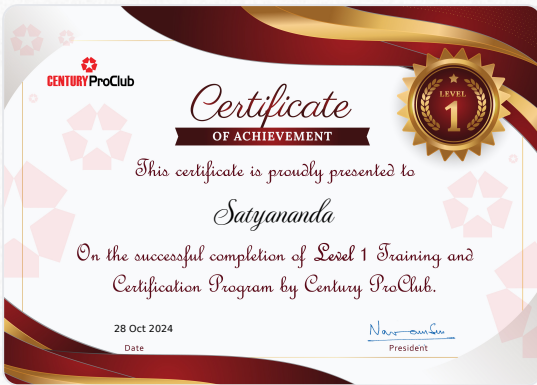 CENTURY ProClub
LEVEL
1
Certificate
OF ACHIEVEMENT
This certificate is proudly presented to
Satyananda
On the successful completion of Level 1 Training and
Certification Program by Century ProClub.
28 Oct 2024
Date
President